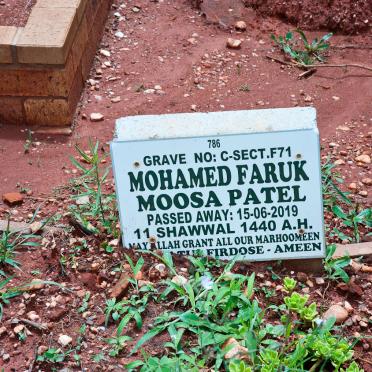 786
GRAVE NO: C-SECT.F71
MOHAMED FARUK
MOOSA PATEL
PASSED AWAY: 15-06-2019
11 SHAWWAL 1440 A.H.
MAY ALLAH GRANT ALL OUR MARHOOMEEN
FIRDOSE - AMEEN